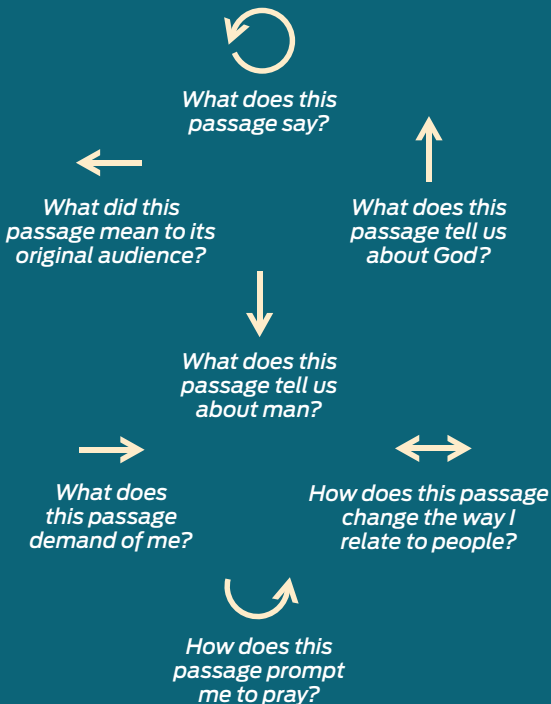 What does this
passage say?
What did this
passage mean to its
original audience?
What does this
passage tell us
about God?
What does this
passage tell us
about man?
What does
this passage
demand of me?
How does this passage
change the way I
relate to people?
How does this
passage prompt
me to pray?